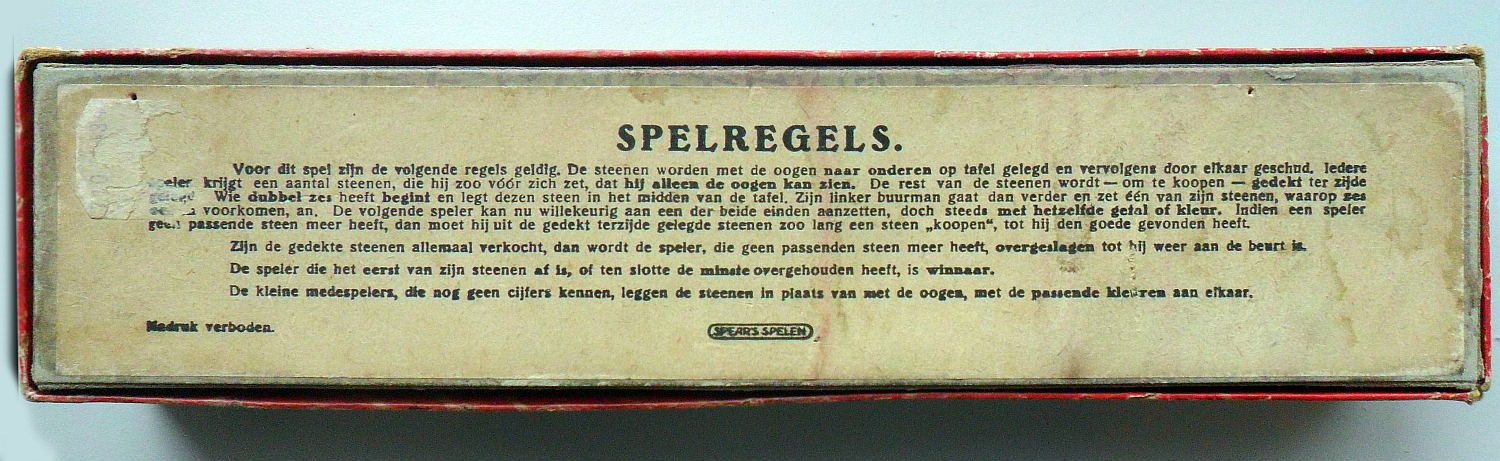 SPELREGELS.
Voor dit spel zijn de volgende regels geldig. De steenen worden met de oogen naar onderen op tafel gelegd en vervolgens door elkaar geschud. Iedere
speler krijgt een aantal steenen, die hij zoo vóór zich zet, dat hij alleen de oogen kan zien. De rest van de steenen wordt — om te koopen — gedekt ter zijde
gelegd. Wie dubbel zes heeft begint en legt dezen steen in het midden van de tafel. Zijn linker buurman gaat dan verder en zet één van zijn steenen, waarop zes
voorkomen, an. De volgende speler kan nu willekeurig aan een der beide einden aanzetten, doch steeds met hetzelfde getal of kleur. Indien een speler
geen passende steen meer heeft, dan moet hij uit de gedekt terzijde gelegde steenen zoo lang een steen „koopen“, tot hij den goede gevonden heeft.
Zijn de gedekte steenen allemaal verkocht, dan wordt de speler, die geen passenden steen meer heeft, overgeslagen tot hij weer aan de beurt is.
De speler die het eerst van zijn steenen af is, of ten slotte de minste overgehouden heeft, is winnaar.
De kleine medespelers, die nog geen cijfers kennen, leggen de steenen in plaats van met de oogen, met de passende kleuren aan elkaar.
Nadruk verboden.
SPEAR'S SPELEN